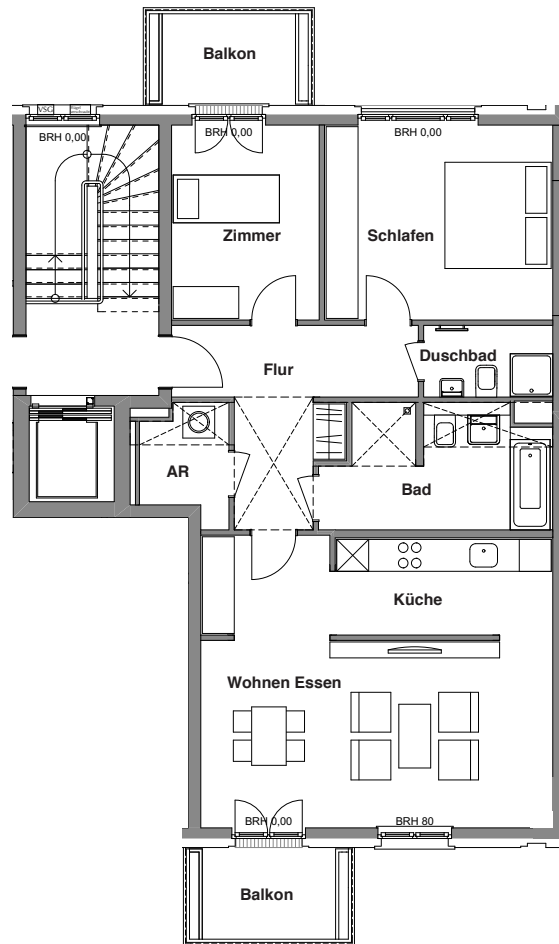 Balkon
VSG
BRH 0,00
BRH 0,00
BRH 0,00
Zimmer
Schlafen
Duschbad
Flur
AR
Bad
Küche
Wohnen Essen
BRH 0,00
BRH 80
Balkon